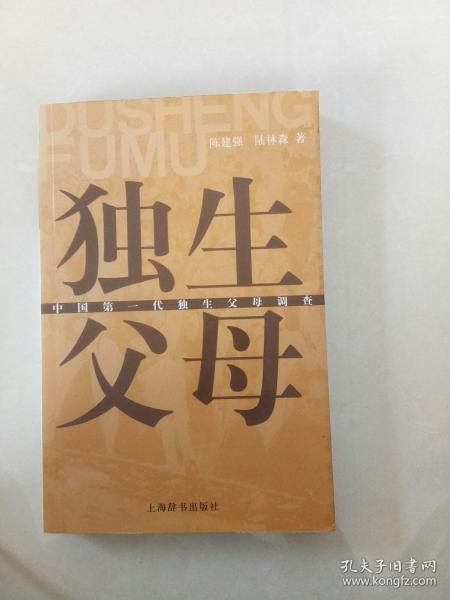 DUSHENG
FUMU
陈建强 陆林森 著
独生
中国第一代独生父母调查
父母
上海辞书出版社
孔夫子旧书网
www.kongfz.com